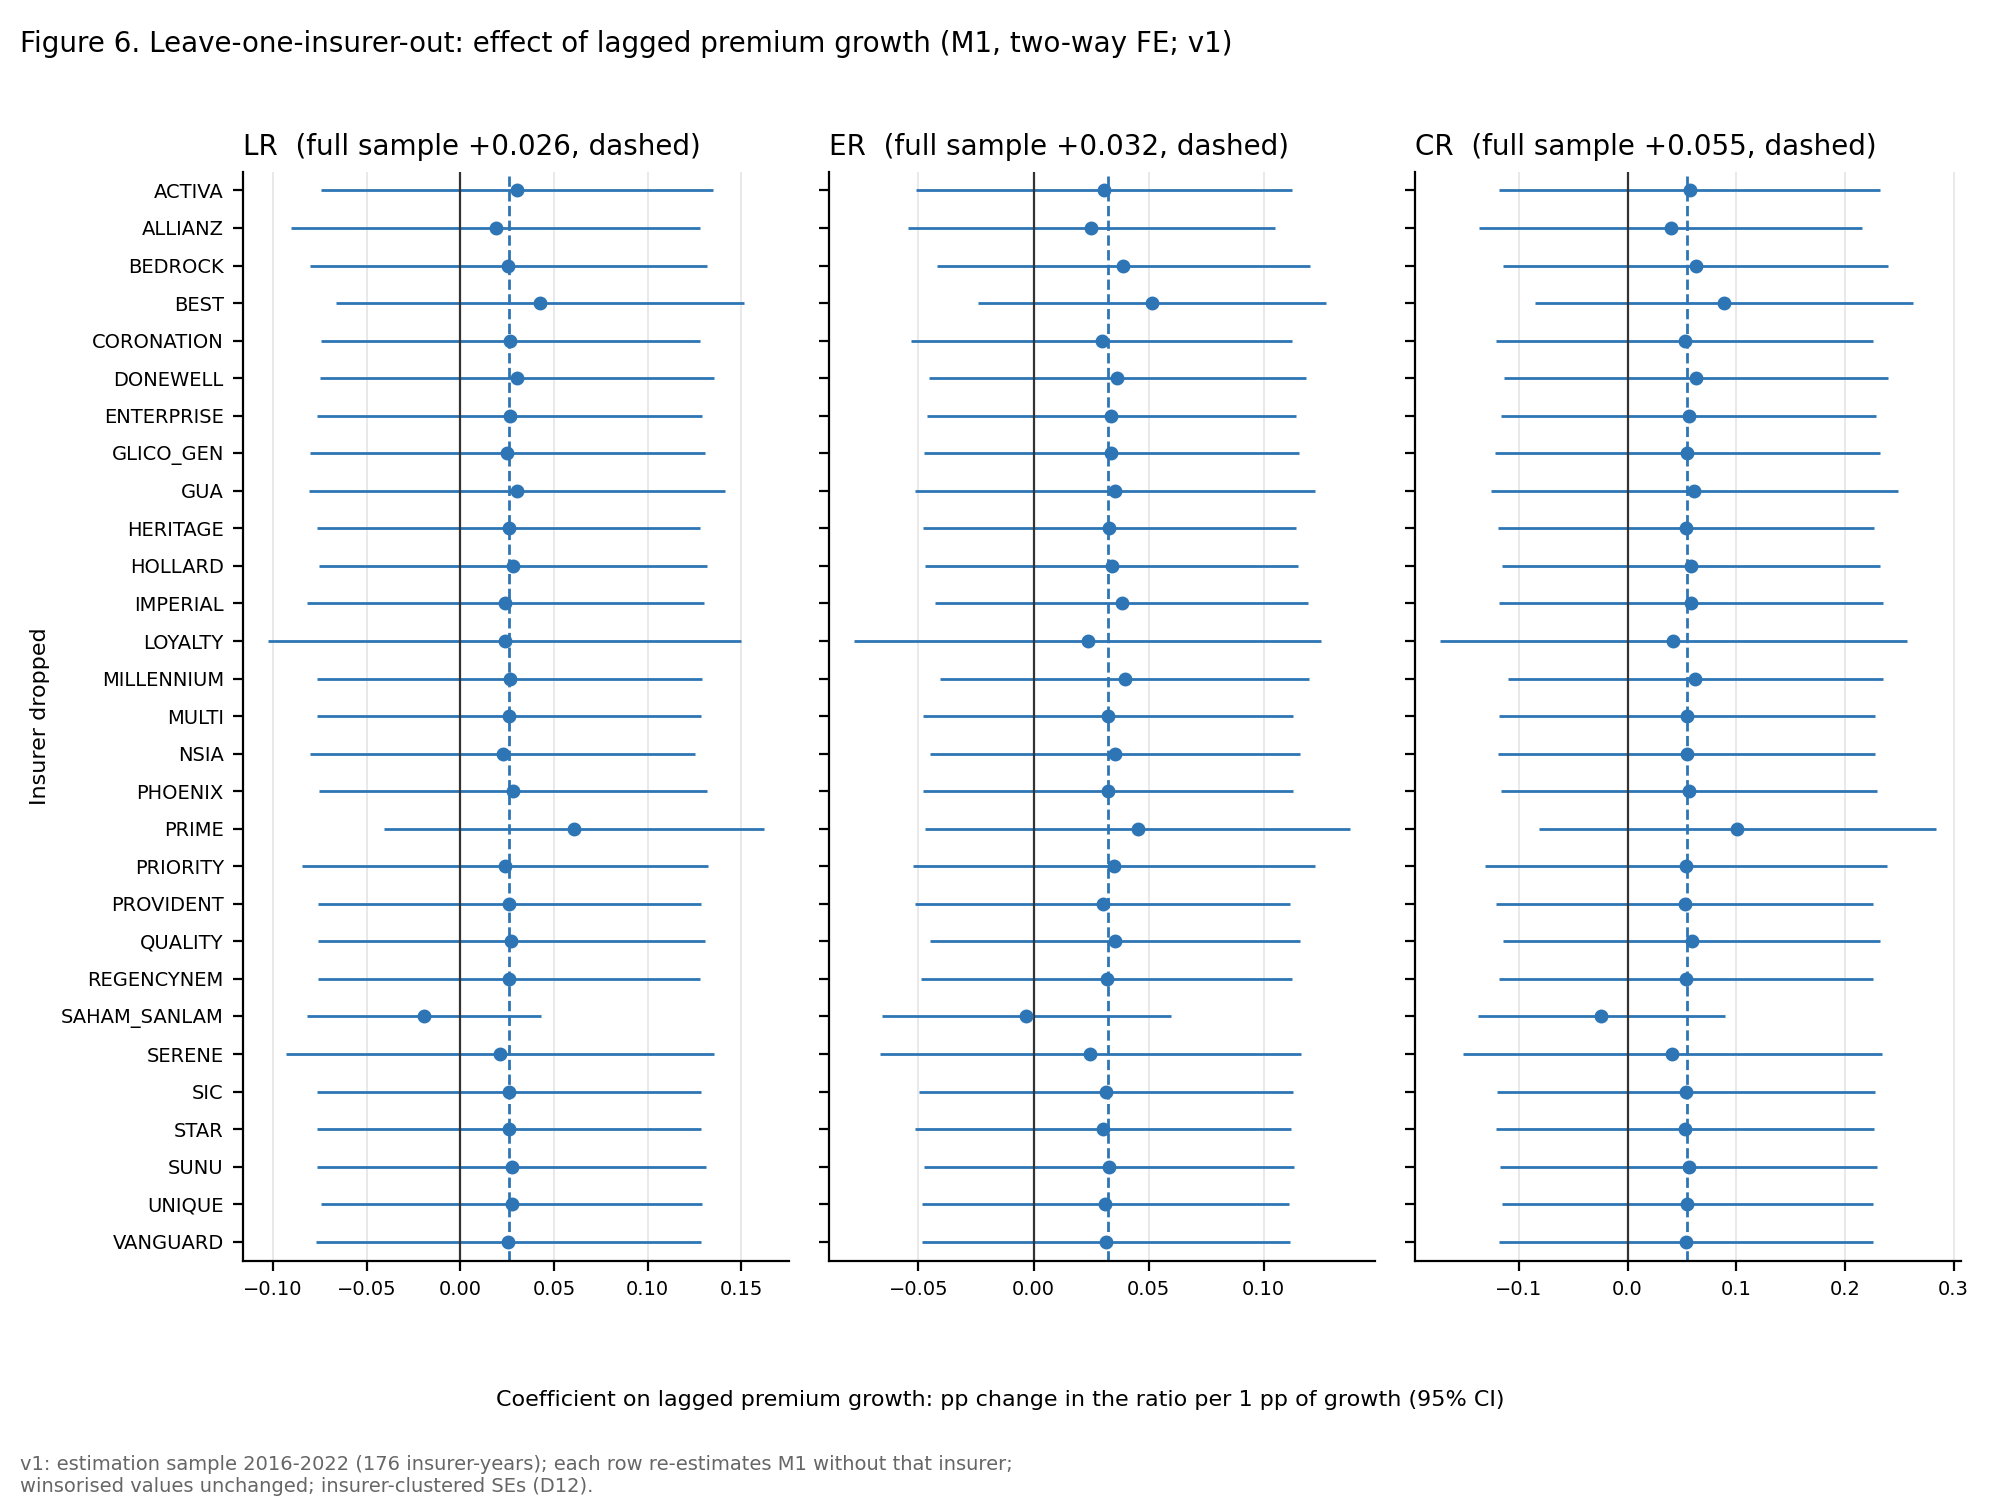 Figure 6. Leave-one-insurer-out: effect of lagged premium growth (M1, two-way FE; v1)
LR  (full sample +0.026, dashed)
ER  (full sample +0.032, dashed)
CR  (full sample +0.055, dashed)
Insurer dropped
ACTIVA
ALLIANZ
BEDROCK
BEST
CORONATION
DONEWELL
ENTERPRISE
GLICO_GEN
GUA
HERITAGE
HOLLARD
IMPERIAL
LOYALTY
MILLENNIUM
MULTI
NSIA
PHOENIX
PRIME
PRIORITY
PROVIDENT
QUALITY
REGENCYNEM
SAHAM_SANLAM
SERENE
SIC
STAR
SUNU
UNIQUE
VANGUARD
−0.10 −0.05 0.00 0.05 0.10 0.15
−0.05 0.00 0.05 0.10
−0.1 0.0 0.1 0.2 0.3
Coefficient on lagged premium growth: pp change in the ratio per 1 pp of growth (95% CI)
v1: estimation sample 2016-2022 (176 insurer-years); each row re-estimates M1 without that insurer;
winsorised values unchanged; insurer-clustered SEs (D12).